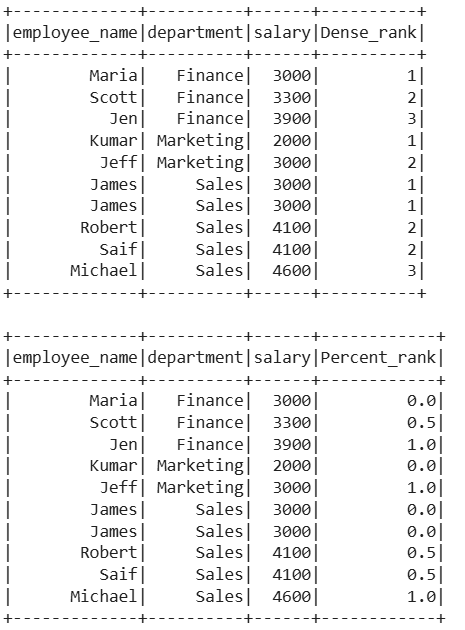 +-------------+----------+------+----------+
|employee_name|department|salary|Dense_rank|
+-------------+----------+------+----------+
|        Maria|   Finance|  3000|         1|
|        Scott|   Finance|  3300|         2|
|          Jen|   Finance|  3900|         3|
|        Kumar| Marketing|  2000|         1|
|         Jeff| Marketing|  3000|         2|
|        James|     Sales|  3000|         1|
|        James|     Sales|  3000|         1|
|       Robert|     Sales|  4100|         2|
|         Saif|     Sales|  4100|         2|
|      Michael|     Sales|  4600|         3|
+-------------+----------+------+----------+
+-------------+----------+------+------------+
|employee_name|department|salary|Percent_rank|
+-------------+----------+------+------------+
|        Maria|   Finance|  3000|         0.0|
|        Scott|   Finance|  3300|         0.5|
|          Jen|   Finance|  3900|         1.0|
|        Kumar| Marketing|  2000|         0.0|
|         Jeff| Marketing|  3000|         1.0|
|        James|     Sales|  3000|         0.0|
|        James|     Sales|  3000|         0.0|
|       Robert|     Sales|  4100|         0.5|
|         Saif|     Sales|  4100|         0.5|
|      Michael|     Sales|  4600|         1.0|
+-------------+----------+------+------------+